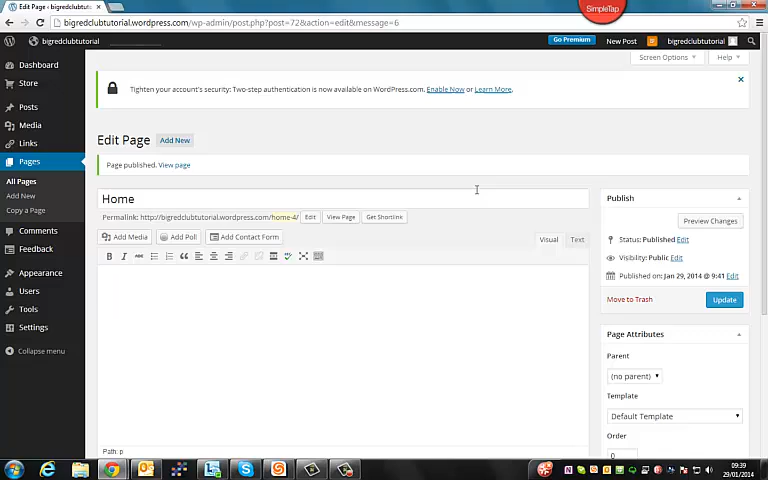 Edit Page ‹ bigredclubtut
SimpleTap
bigredclubtutorial.wordpress.com/wp-admin/post.php?post=72&action=edit&message=6
bigredclubtutorial
Go Premium
New Post
bigredclubtutorial
Screen Options
Help
Dashboard
Store
Posts
Media
Links
Pages
All Pages
Add New
Copy a Page
Comments
Feedback
Appearance
Users
Tools
Settings
Collapse menu
Tighten your account's security: Two-step authentication is now available on WordPress.com. Enable Now or Learn More.
Edit Page Add New
Page published. View page
Home
Permalink: http://bigredclubtutorial.wordpress.com/home-4/ Edit View Page Get Shortlink
Add Media Add Poll Add Contact Form
Visual Text
B I ABC
Path: p
Publish
Preview Changes
Status: Published Edit
Visibility: Public Edit
Published on: Jan 29, 2014 @ 9:41 Edit
Move to Trash Update
Page Attributes
Parent
(no parent)
Template
Default Template
Order
0
09:39
29/01/2014